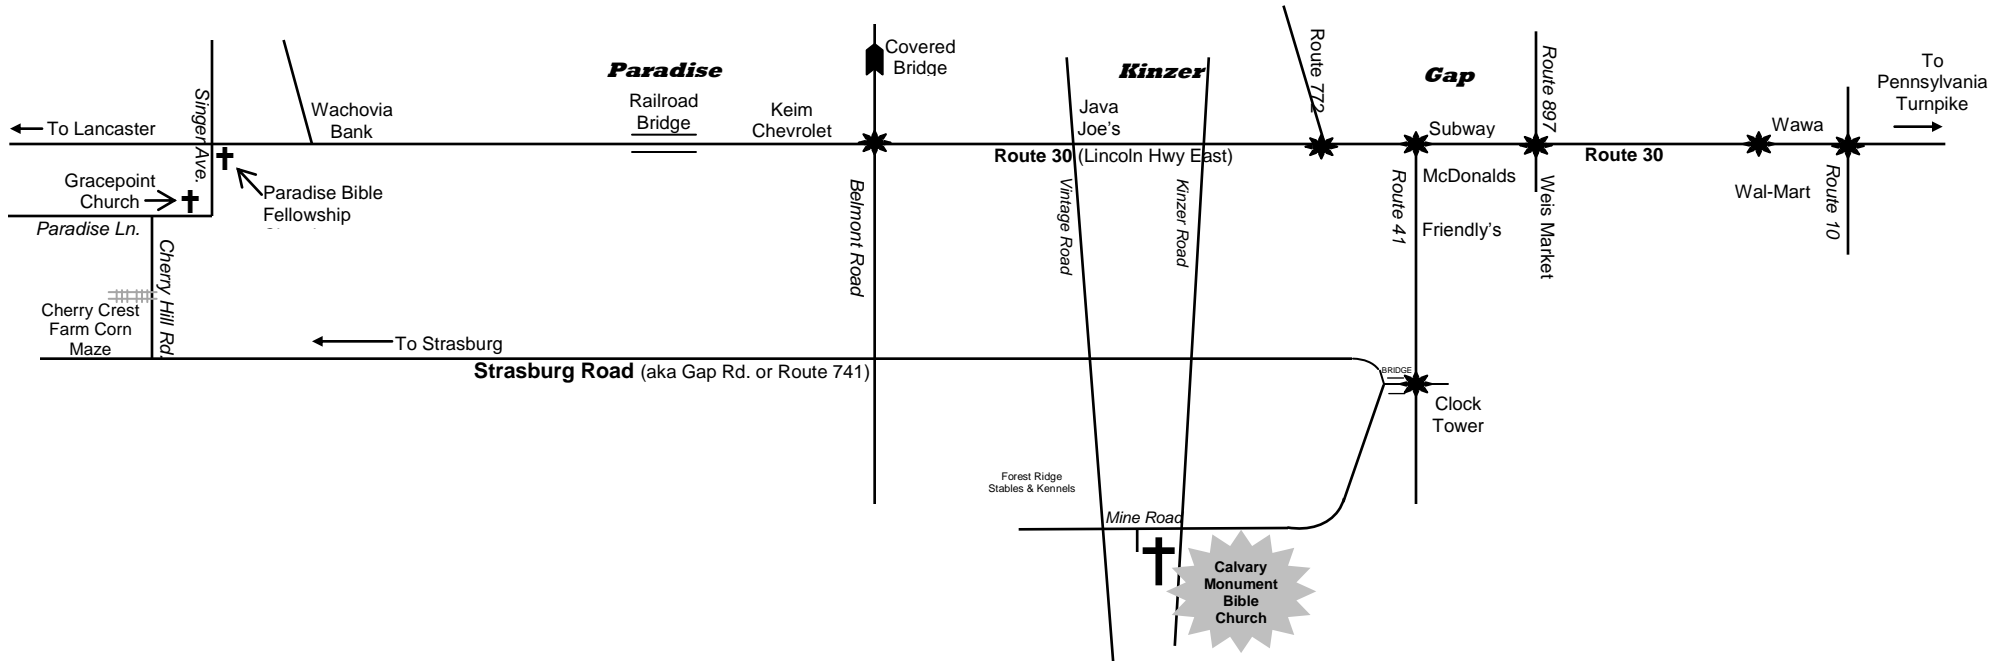 Covered
Bridge
Paradise
Kinzer
Gap
Route 772
Route 897
To
Pennsylvania
Turnpike
Singer Ave.
Wachovia
Bank
Railroad
Bridge
Keim
Chevrolet
Java
Joe's
To Lancaster
Subway
Wawa
Route 30 (Lincoln Hwy East)
Route 30
Gracepoint
Church
Paradise Bible
Fellowship
Paradise Ln.
Belmont Road
Vintage Road
Kinzer Road
Route 41
McDonalds
Friendly's
Weis Market
Wal-Mart
Route 10
Cherry Hill Rd.
Cherry Crest
Farm Corn
Maze
To Strasburg
Strasburg Road (aka Gap Rd. or Route 741)
BRIDGE
Clock
Tower
Forest Ridge
Stables & Kennels
Mine Road
Calvary
Monument
Bible
Church